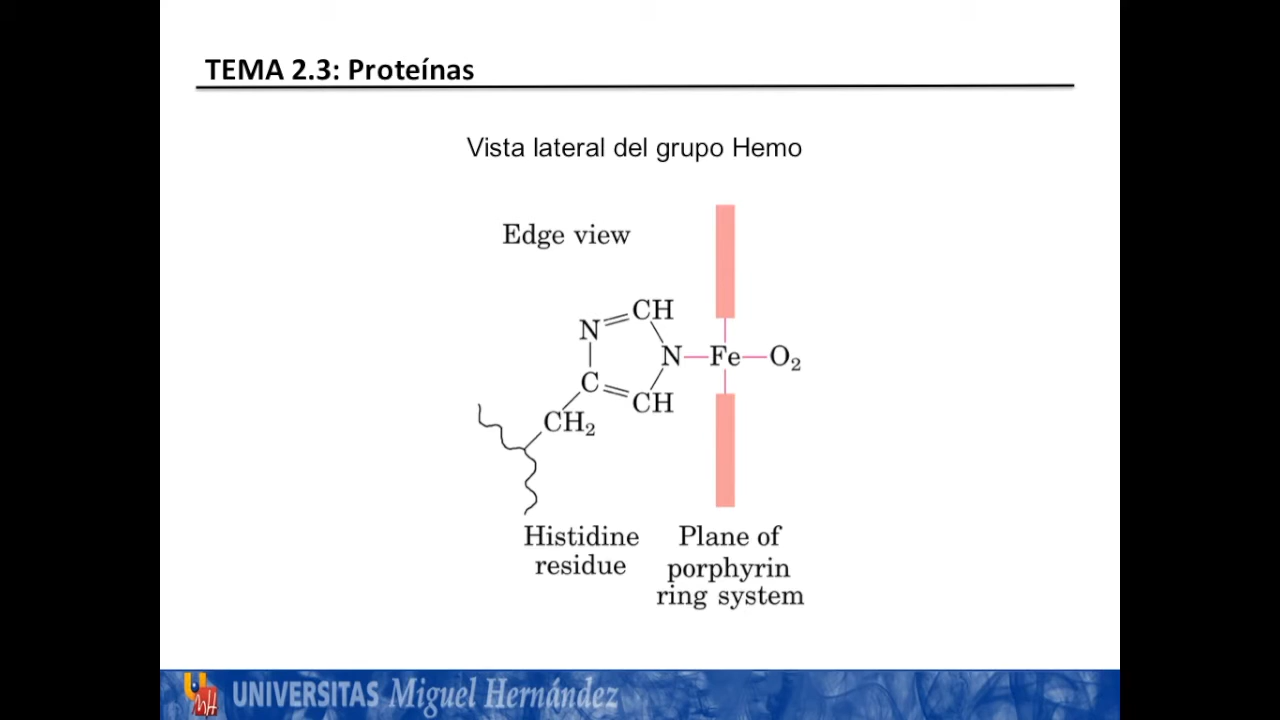 TEMA 2.3: Proteínas
Vista lateral del grupo Hemo
Edge view
CH
N
N
Fe
O₂
C
CH
CH₂
Histidine
residue
Plane of
porphyrin
ring system
UNIVERSITAS Miguel Hernández